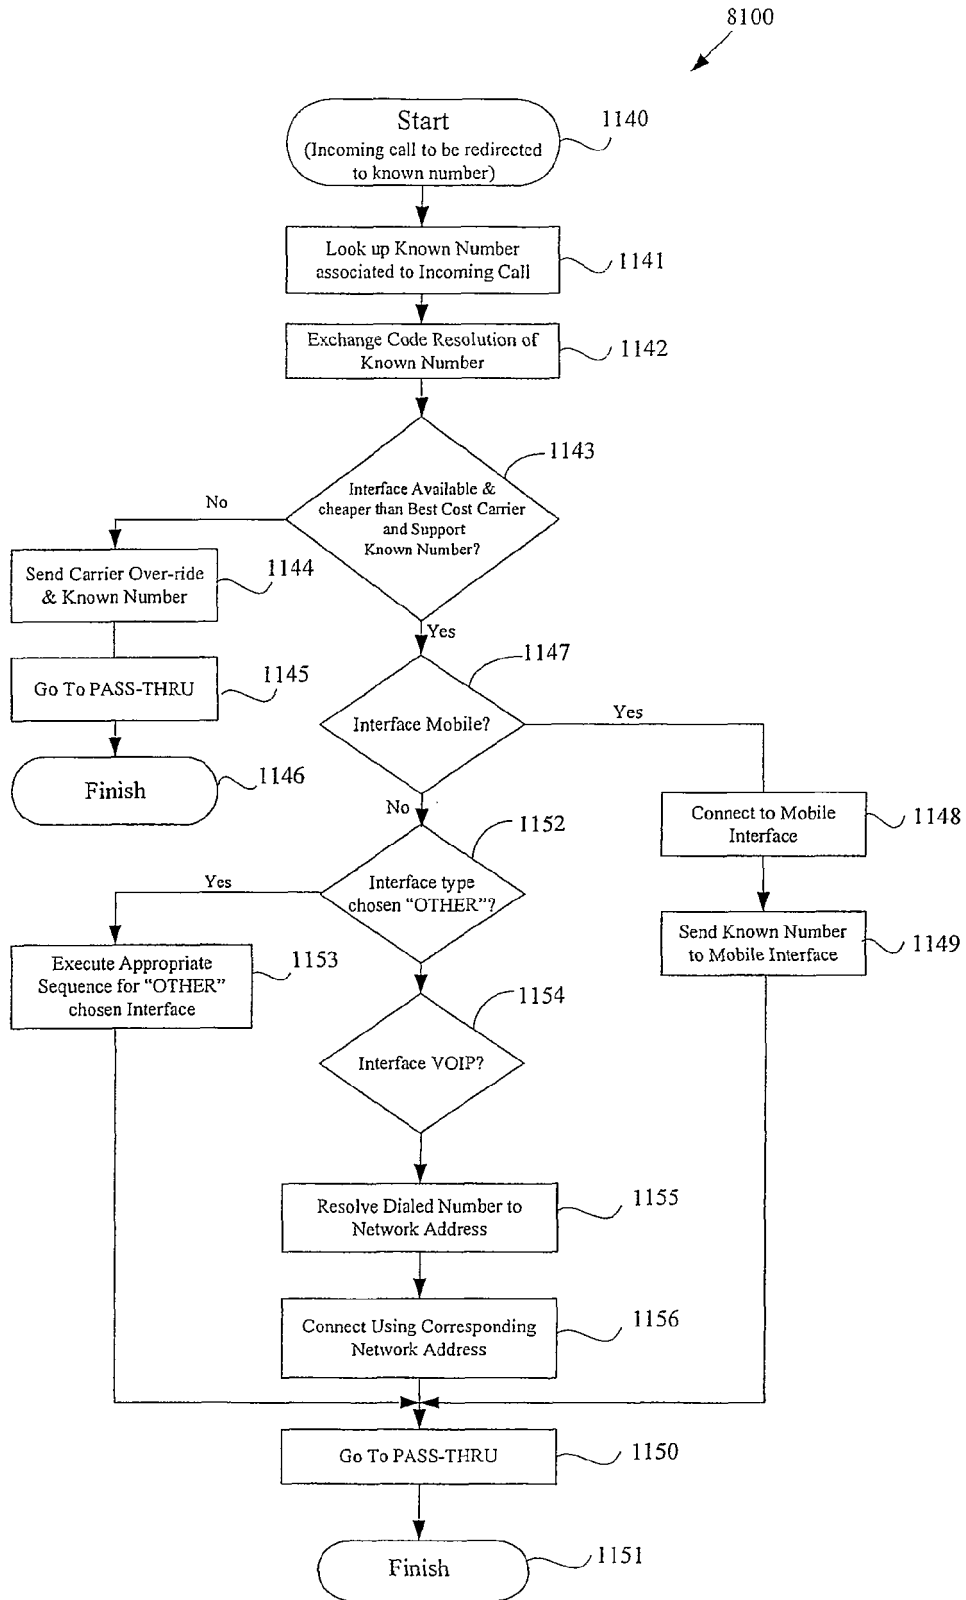 8100
Start
(Incoming call to be redirected
to known number)
1140
Look up Known Number
associated to Incoming Call
1141
Exchange Code Resolution of
Known Number
1142
Interface Available &
cheaper than Best Cost Carrier
and Support
Known Number?
1143
No
Send Carrier Over-ride
& Known Number
1144
Yes
Go To PASS-THRU
1145
Interface Mobile?
1147
Yes
Finish
1146
No
Connect to Mobile
Interface
1148
Interface type
chosen “OTHER”?
1152
Yes
Send Known Number
to Mobile Interface
1149
Execute Appropriate
Sequence for “OTHER”
chosen Interface
1153
Interface VOIP?
1154
Resolve Dialed Number to
Network Address
1155
Connect Using Corresponding
Network Address
1156
Go To PASS-THRU
1150
Finish
1151